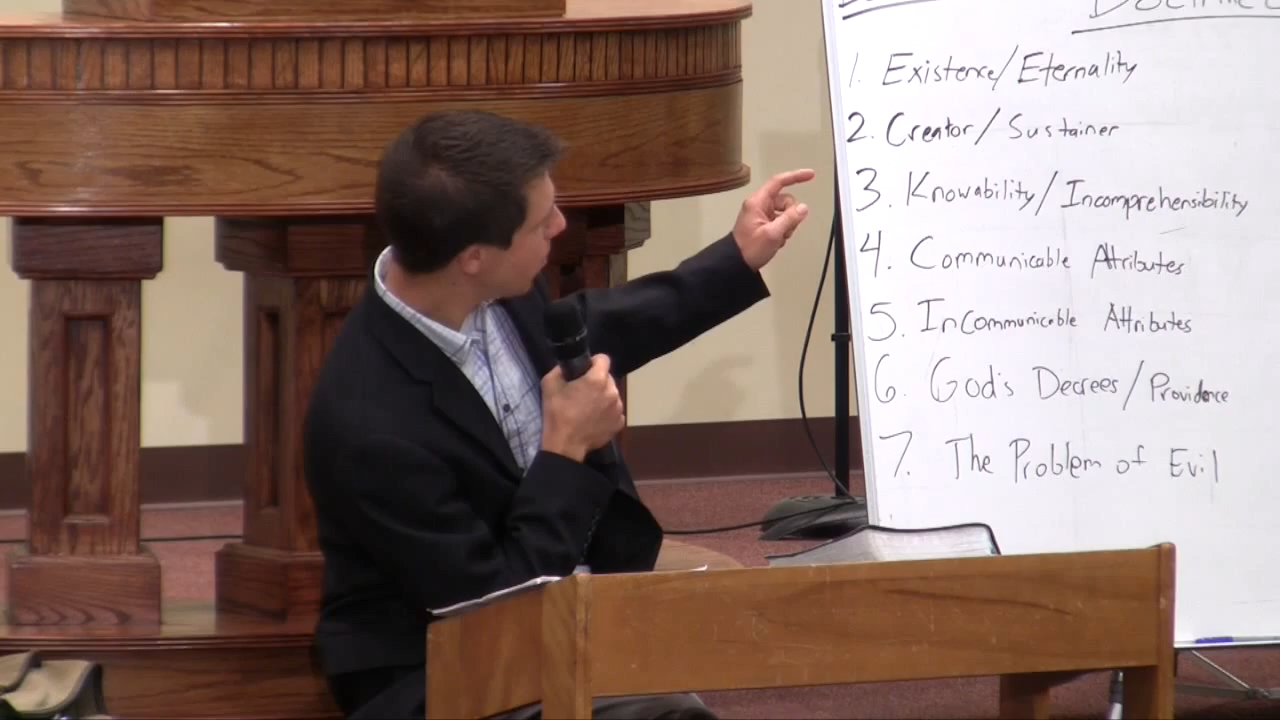 1. Existence/Eternality
2. Creator/Sustainer
3. Knowability/Incomprehensibility
4. Communicable Attributes
5. Incommunicable Attributes
6. God's Decrees/Providence
7. The Problem of Evil